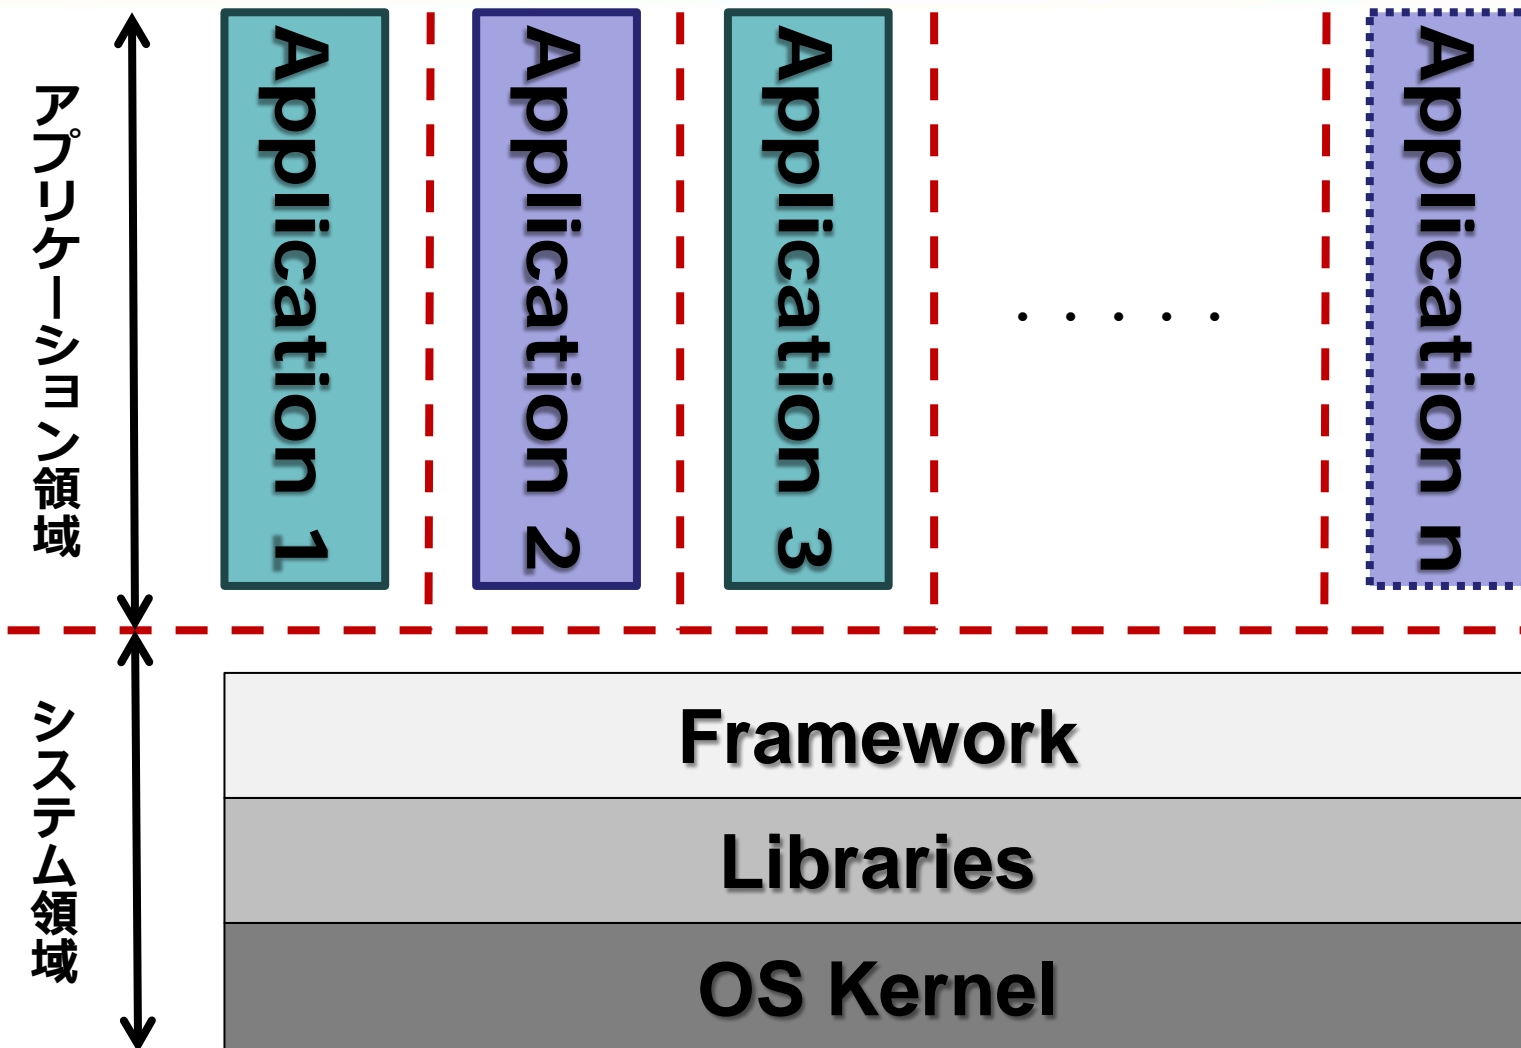 アプリケーション領域
Application 1
Application 2
Application 3
.....
Application n
システム領域
Framework
Libraries
OS Kernel